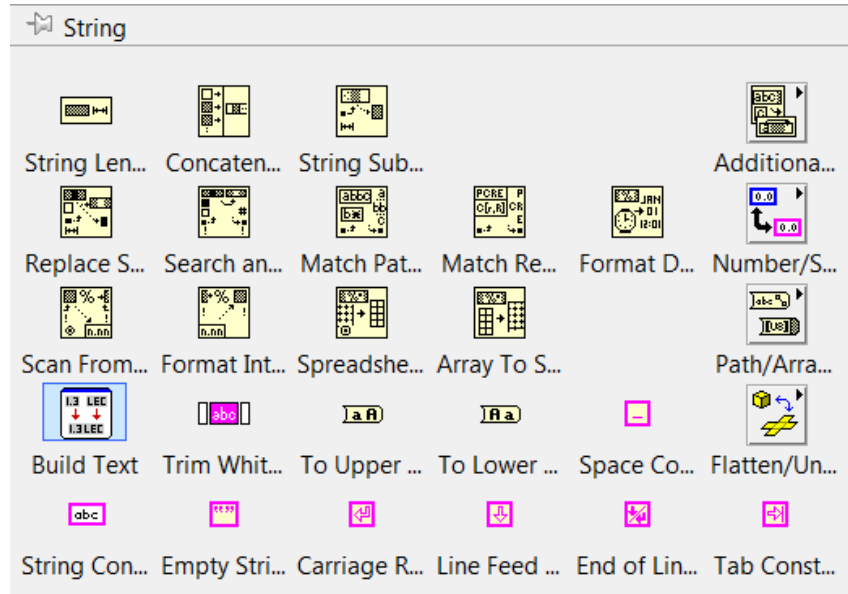 String
String Len... Concaten... String Sub... Additiona...
Replace S... Search an... Match Pat... Match Re... Format D... Number/S...
Scan From... Format Int... Spreadshe... Array To S... Path/Arra...
Build Text Trim Whit... To Upper ... To Lower ... Space Co... Flatten/Un...
String Con... Empty Stri... Carriage R... Line Feed ... End of Lin... Tab Const...